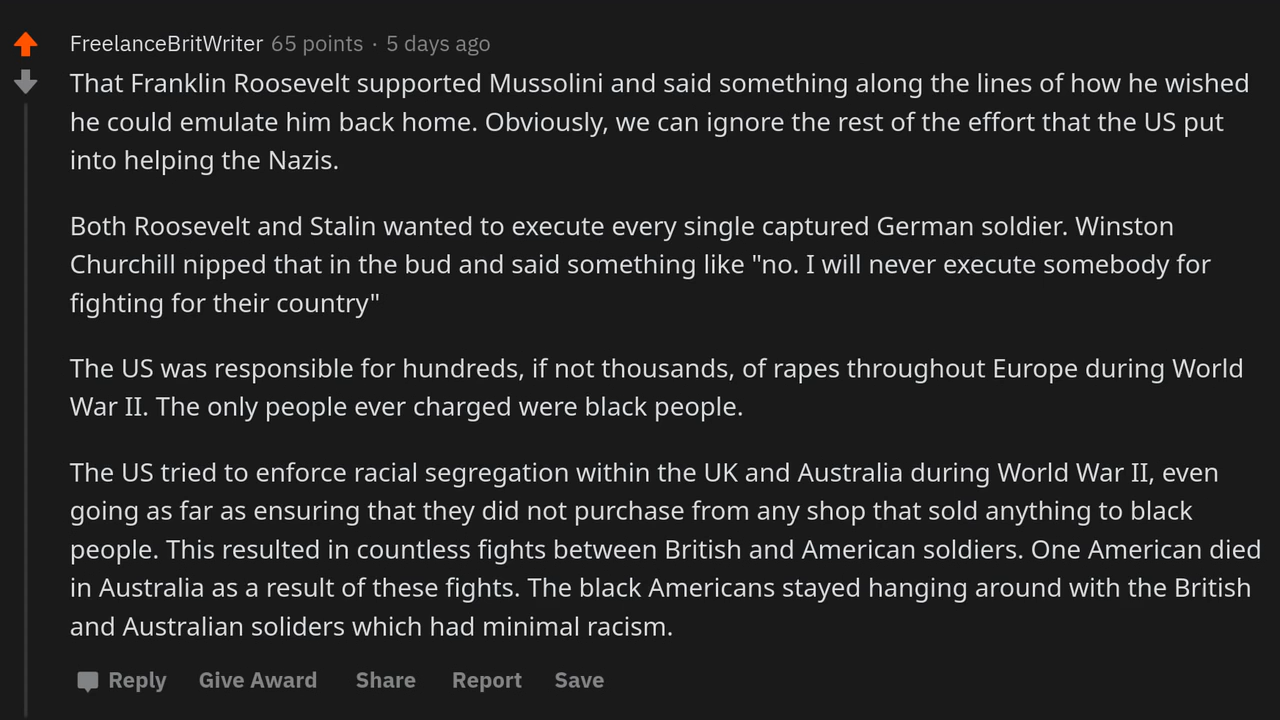 FreelanceBritWriter 65 points · 5 days ago
That Franklin Roosevelt supported Mussolini and said something along the lines of how he wished
he could emulate him back home. Obviously, we can ignore the rest of the effort that the US put
into helping the Nazis.
Both Roosevelt and Stalin wanted to execute every single captured German soldier. Winston
Churchill nipped that in the bud and said something like "no. I will never execute somebody for
fighting for their country"
The US was responsible for hundreds, if not thousands, of rapes throughout Europe during World
War II. The only people ever charged were black people.
The US tried to enforce racial segregation within the UK and Australia during World War II, even
going as far as ensuring that they did not purchase from any shop that sold anything to black
people. This resulted in countless fights between British and American soldiers. One American died
in Australia as a result of these fights. The black Americans stayed hanging around with the British
and Australian soliders which had minimal racism.
Reply Give Award Share Report Save